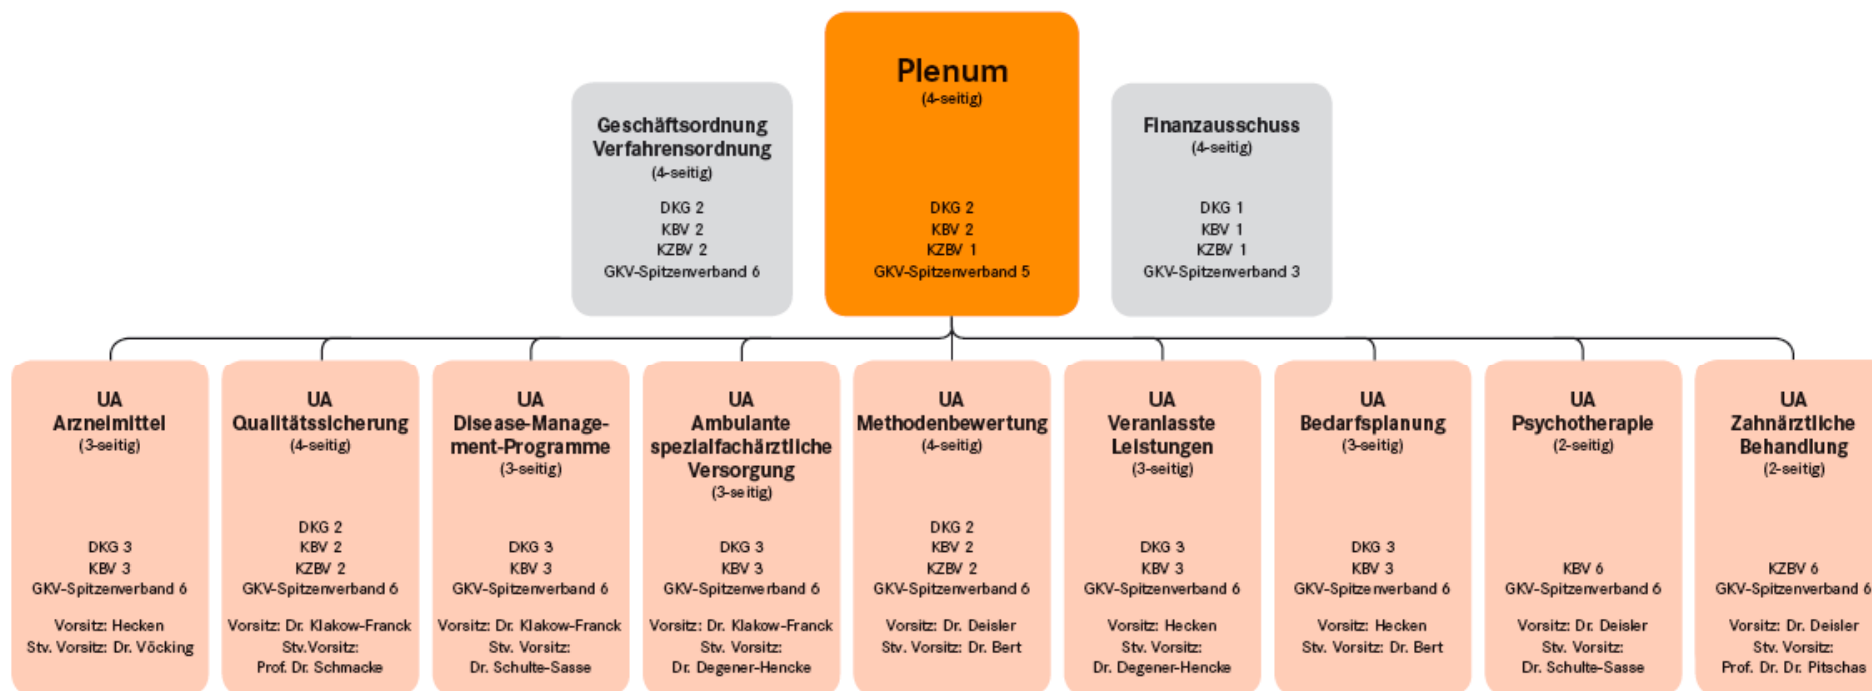 Plenum
(4-seitig)
DKG 2
KBV 2
KZBV 1
GKV-Spitzenverband 5
Geschäftsordnung
Verfahrensordnung
(4-seitig)
DKG 2
KBV 2
KZBV 2
GKV-Spitzenverband 6
Finanzausschuss
(4-seitig)
DKG 1
KBV 1
KZBV 1
GKV-Spitzenverband 3
UA
Arzneimittel
(3-seitig)
DKG 3
KBV 3
GKV-Spitzenverband 6
Vorsitz: Hecken
Stv. Vorsitz: Dr. Vöcking
UA
Qualitätssicherung
(4-seitig)
DKG 2
KBV 2
KZBV 2
GKV-Spitzenverband 6
Vorsitz: Dr. Klakow-Franck
Stv.Vorsitz:
Prof. Dr. Schmacke
UA
Disease-Manage-
ment-Programme
(3-seitig)
DKG 3
KBV 3
GKV-Spitzenverband 6
Vorsitz: Dr. Klakow-Franck
Stv. Vorsitz:
Dr. Schulte-Sasse
UA
Ambulante
spezialfachärztliche
Versorgung
(3-seitig)
DKG 3
KBV 3
GKV-Spitzenverband 6
Vorsitz: Dr. Klakow-Franck
Stv. Vorsitz:
Dr. Degener-Hencke
UA
Methodenbewertung
(4-seitig)
DKG 2
KBV 2
KZBV 2
GKV-Spitzenverband 6
Vorsitz: Dr. Deisler
Stv. Vorsitz: Dr. Bert
UA
Veranlasste
Leistungen
(3-seitig)
DKG 3
KBV 3
GKV-Spitzenverband 6
Vorsitz: Hecken
Stv. Vorsitz:
Dr. Degener-Hencke
UA
Bedarfsplanung
(3-seitig)
DKG 3
KBV 3
GKV-Spitzenverband 6
Vorsitz: Hecken
Stv. Vorsitz: Dr. Bert
UA
Psychotherapie
(2-seitig)
KBV 6
GKV-Spitzenverband 6
Vorsitz: Dr. Deisler
Stv. Vorsitz:
Dr. Schulte-Sasse
UA
Zahnärztliche
Behandlung
(2-seitig)
KZBV 6
GKV-Spitzenverband 6
Vorsitz: Dr. Deisler
Stv. Vorsitz:
Prof. Dr. Dr. Pitschas